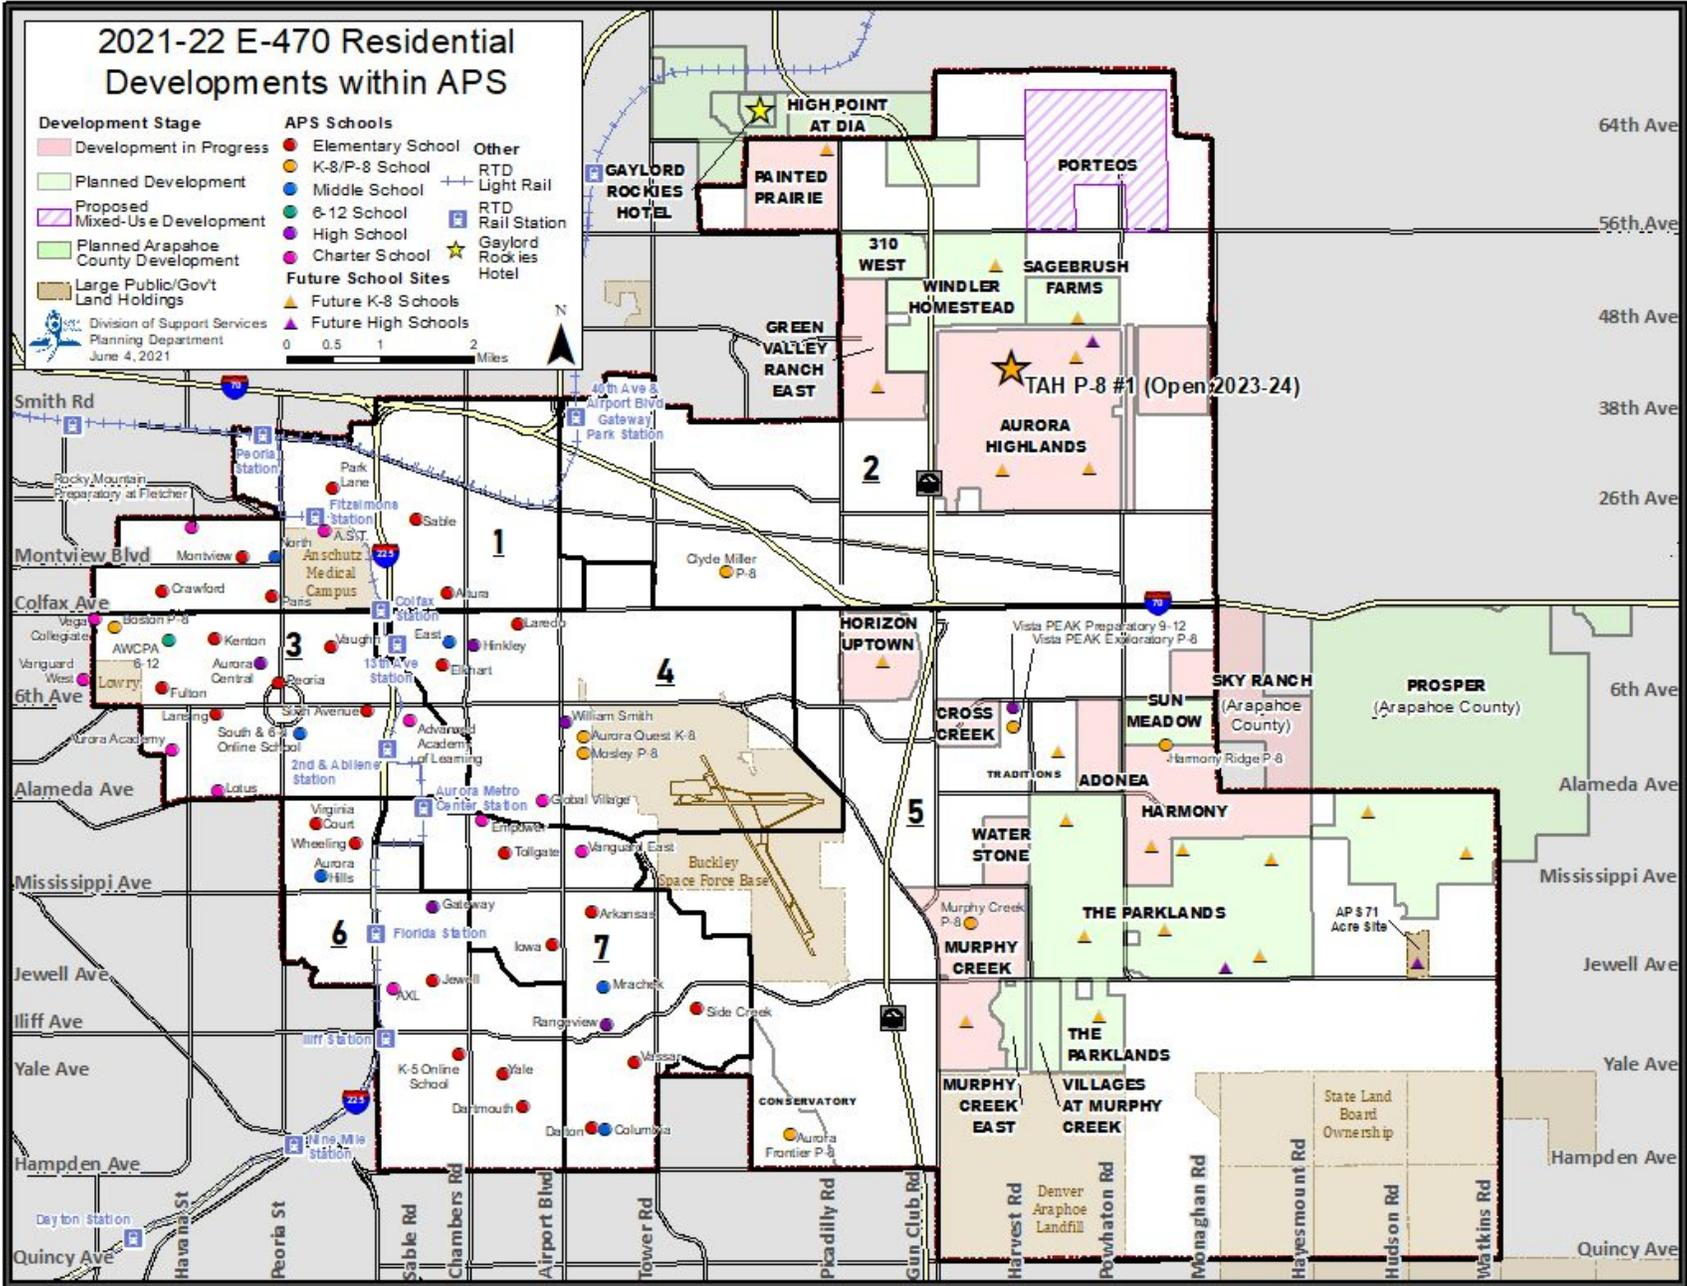 2021-22 E-470 Residential
Developments within APS
Development Stage
Development in Progress
Planned Development
Proposed
Mixed-Use Development
Planned Arapahoe
County Development
Large Public/Gov't
Land Holdings
Division of Support Services
Planning Department
June 4, 2021
APS Schools
Elementary School
K-8/P-8 School
Middle School
6-12 School
High School
Charter School
Future School Sites
Future K-8 Schools
Future High Schools
0 0.5 1 2
Miles
Other
RTD
Light Rail
RTD
Rail Station
Gaylord
Rockies
Hotel
N
HIGH POINT
AT DIA
GAYLORD
ROCKIES
HOTEL
PAINTED
PRAIRIE
PORTEOS
64th Ave
56th Ave
310
WEST
WINDLER
HOMESTEAD
SAGEBRUSH
FARMS
48th Ave
GREEN
VALLEY
RANCH
EAST
TAH P-8 #1 (Open 2023-24)
AURORA
HIGHLANDS
38th Ave
26th Ave
2
70
Smith Rd
40th Ave &
Airport Blvd
Gateway
Park Station
Peoria
Station
Park
Lane
Rocky Mountain
Preparatory at Fletcher
Fitzsimons
Station
Sable
A.S.T.
North
1
Montview Blvd
Montview
Anschutz
Medical
Campus
225
Clyde Miller
P-8
Crawford
Paris
Altura
Colfax Ave
Colfax
Station
70
Vega
Collegiate
Boston P-8
AWCPA
6-12
Kenton
3
Vaughn
East
Hinkley
Laredo
Vanguard
West
Lowry
Aurora
Central
13th Ave
Station
Elkhart
4
Peoria
Fulton
6th Ave
Lansing
Sixth Avenue
South & 6-8
Online School
Aurora Academy
Advanced
Academy
of Learning
William Smith
Aurora Quest K-8
Mosley P-8
2nd & Abilene
Station
Alameda Ave
Lotus
Aurora Metro
Center Station
Global Village
Empower
Virginia
Court
Wheeling
Tollgate
Vanguard East
Aurora
Hills
Buckley
Space Force Base
Mississippi Ave
Gateway
Arkansas
6
Florida Station
Iowa
7
Jewell Ave
Jewell
AXL
Mrachek
Side Creek
Iliff Ave
Rangeview
Iliff Station
K-5 Online
School
Yale
Vassar
Yale Ave
225
Dartmouth
Dalton
Columbia
CONSERVATORY
Aurora
Frontier P-8
Nine Mile
Station
Hampden Ave
Dayton Station
Quincy Ave
HORIZON
UPTOWN
Vista PEAK Preparatory 9-12
Vista PEAK Exploratory P-8
CROSS
CREEK
SUN
MEADOW
SKY RANCH
(Arapahoe
County)
PROSPER
(Arapahoe County)
6th Ave
Harmony Ridge P-8
TRADITIONS
ADONEA
Alameda Ave
5
HARMONY
WATER
STONE
Mississippi Ave
Murphy Creek
P-8
MURPHY
CREEK
THE PARKLANDS
APS 71
Acre Site
Jewell Ave
THE
PARKLANDS
Yale Ave
MURPHY
CREEK
EAST
VILLAGES
AT MURPHY
CREEK
State Land
Board
Ownership
Hampden Ave
Denver
Araphoe
Landfill
Quincy Ave
Havana St
Peoria St
Sable Rd
Chambers Rd
Airport Blvd
Tower Rd
Picadilly Rd
Gun Club Rd
Harvest Rd
Powhaton Rd
Monaghan Rd
Hayesmount Rd
Hudson Rd
Watkins Rd